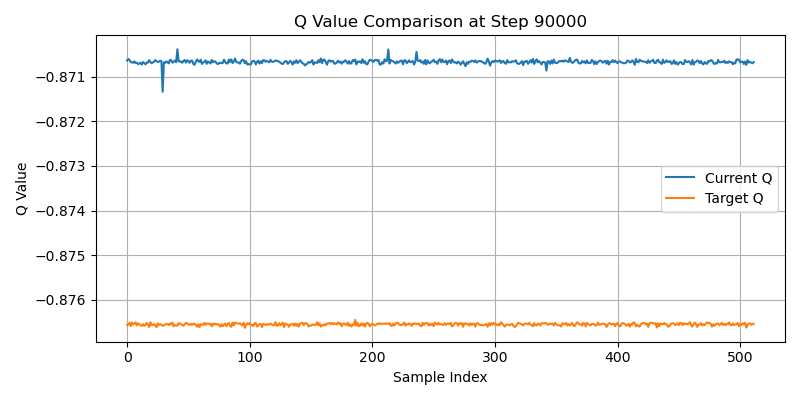 Q Value Comparison at Step 90000
−0.871
−0.872
−0.873
−0.874
−0.875
−0.876
Q Value
Current Q
Target Q
0 100 200 300 400 500
Sample Index